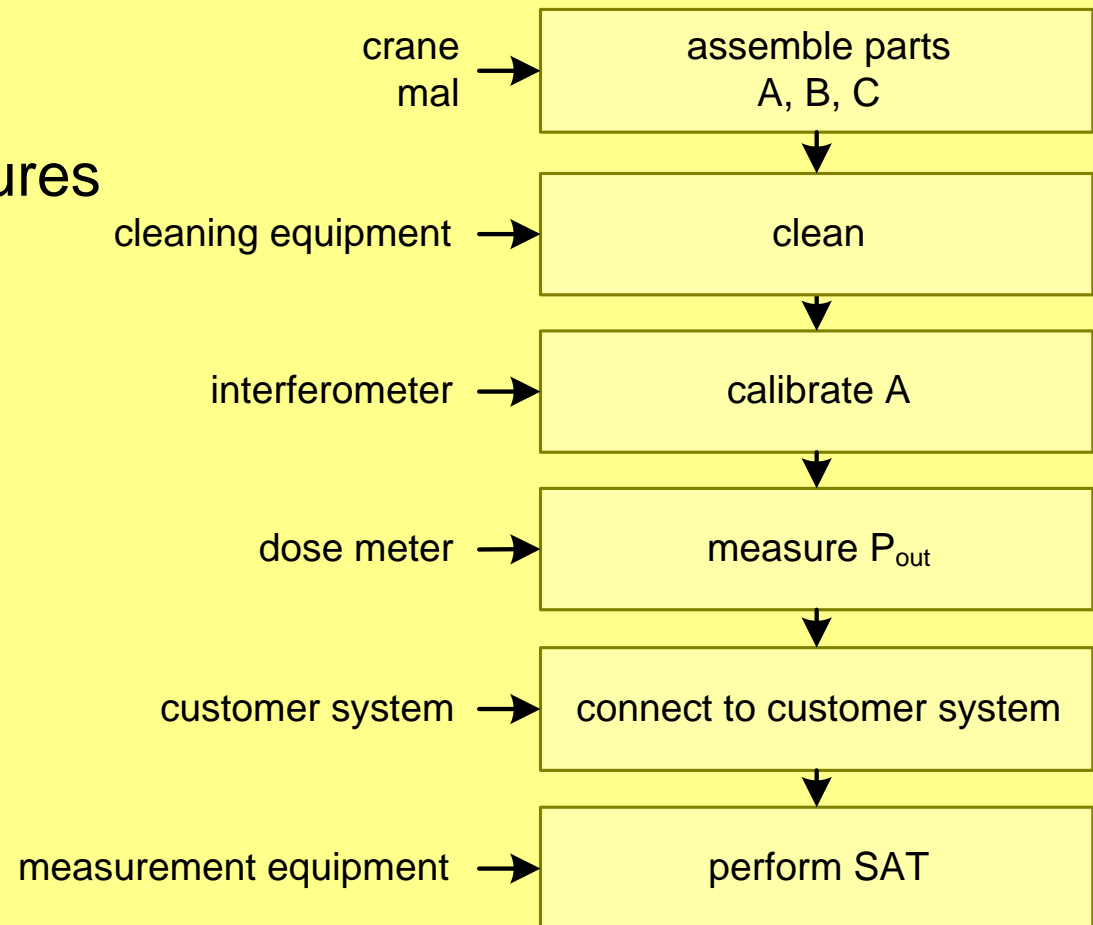 crane
mal
assemble parts
A, B, C
ures
cleaning equipment
clean
interferometer
calibrate A
dose meter
measure P_out
customer system
connect to customer system
measurement equipment
perform SAT